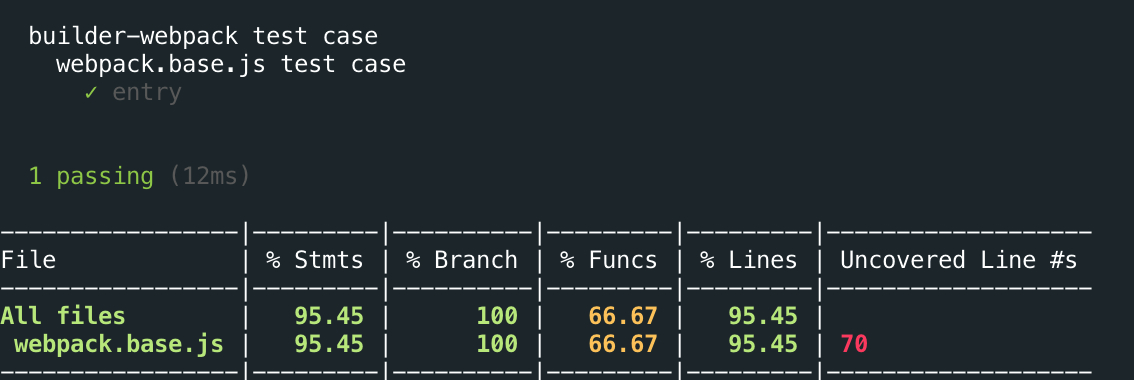 builder-webpack test case
webpack.base.js test case
✓ entry
1 passing (12ms)
-----------------|---------|----------|---------|---------|-------------------
File             | % Stmts | % Branch | % Funcs | % Lines | Uncovered Line #s
-----------------|---------|----------|---------|---------|-------------------
All files        |   95.45 |      100 |   66.67 |   95.45 |
 webpack.base.js |   95.45 |      100 |   66.67 |   95.45 | 70
-----------------|---------|----------|---------|---------|-------------------